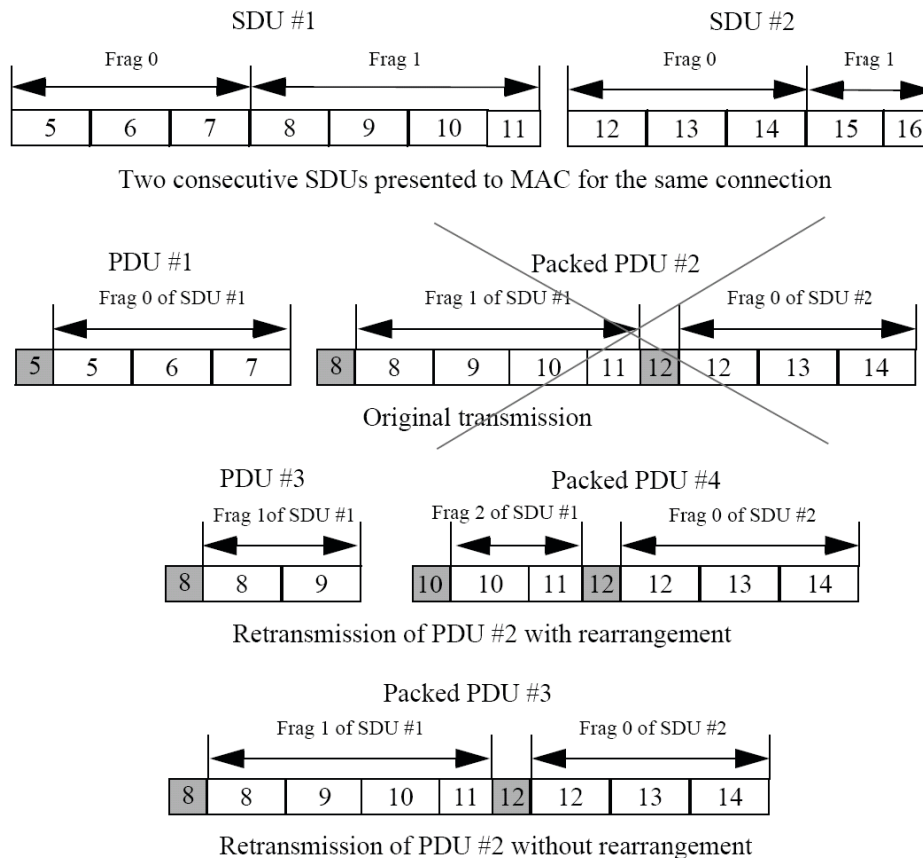 SDU #1 SDU #2
Frag 0 Frag 1 Frag 0 Frag 1
5 6 7 8 9 10 11 12 13 14 15 16
Two consecutive SDUs presented to MAC for the same connection
PDU #1 Packed PDU #2
Frag 0 of SDU #1 Frag 1 of SDU #1 Frag 0 of SDU #2
5 5 6 7 8 8 9 10 11 12 12 13 14
Original transmission
PDU #3 Packed PDU #4
Frag 1of SDU #1 Frag 2 of SDU #1 Frag 0 of SDU #2
8 8 9 10 10 11 12 12 13 14
Retransmission of PDU #2 with rearrangement
Packed PDU #3
Frag 1 of SDU #1 Frag 0 of SDU #2
8 8 9 10 11 12 12 13 14
Retransmission of PDU #2 without rearrangement